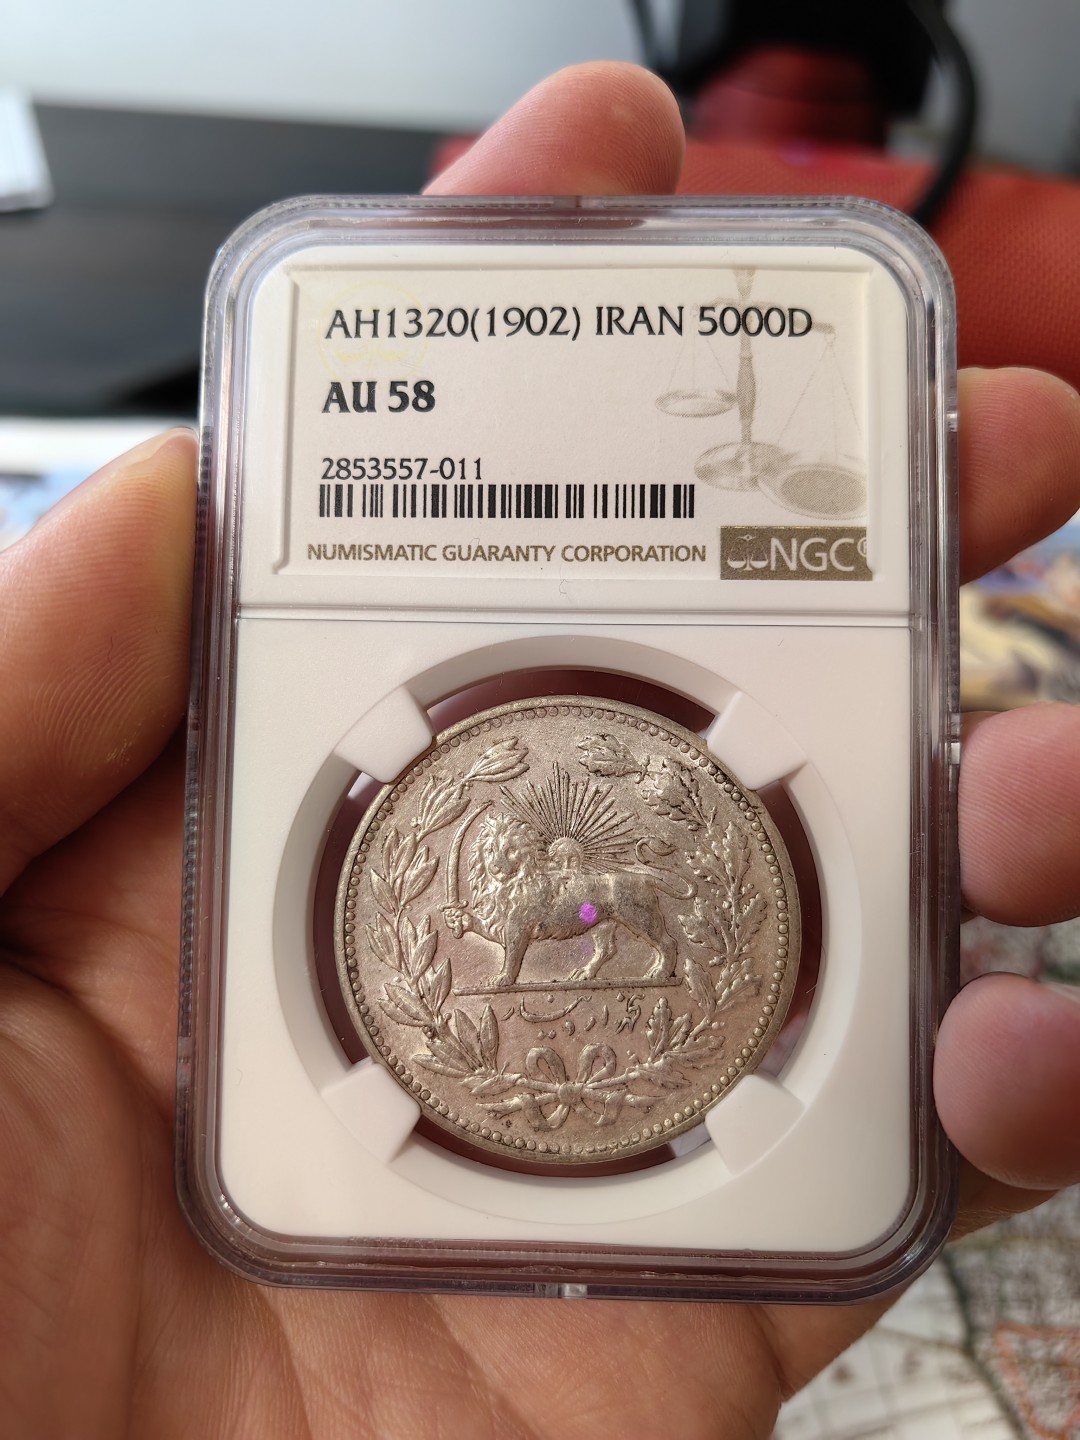 AH1320(1902) IRAN 5000D
AU 58
2853557-011
NUMISMATIC GUARANTY CORPORATION
NGC®